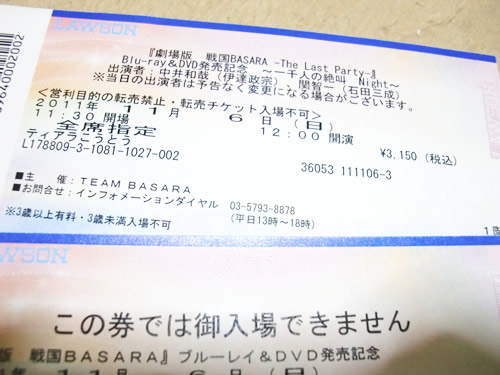 LAWSON
『劇場版 戦国BASARA -The Last Party-』
Blu-ray&DVD発売記念 ~一千人の絶叫 Night~
出演者:中井和哉(伊達政宗) 関智一(石田三成)
※当日の出演者は予告なく変更になる場合がございます。
<営利目的の転売禁止・転売チケット入場不可>
2011年 11月 6日(日)
11:30 開場 12:00 開演
全席指定 ¥3,150(税込)
ティアラこうとう
L178809-3-1081-1027-002 36053 111106-3
■主 催:TEAM BASARA
■お問合せ:インフォメーションダイヤル 03-5793-8878
(平日13時~18時)
※3歳以上有料・3歳未満入場不可
1階
LAWSON
この券では御入場できません
版 戦国BASARA』ブルーレイ&DVD発売記念